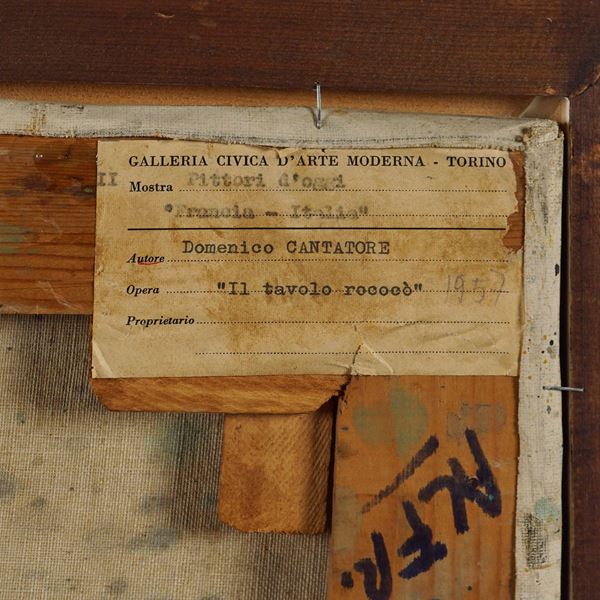 GALLERIA CIVICA D'ARTE MODERNA - TORINO
II Mostra Pittori d'oggi
"Francia - Italia"
Autore Domenico CANTATORE
Opera "Il tavolo rococò" 1957
Proprietario